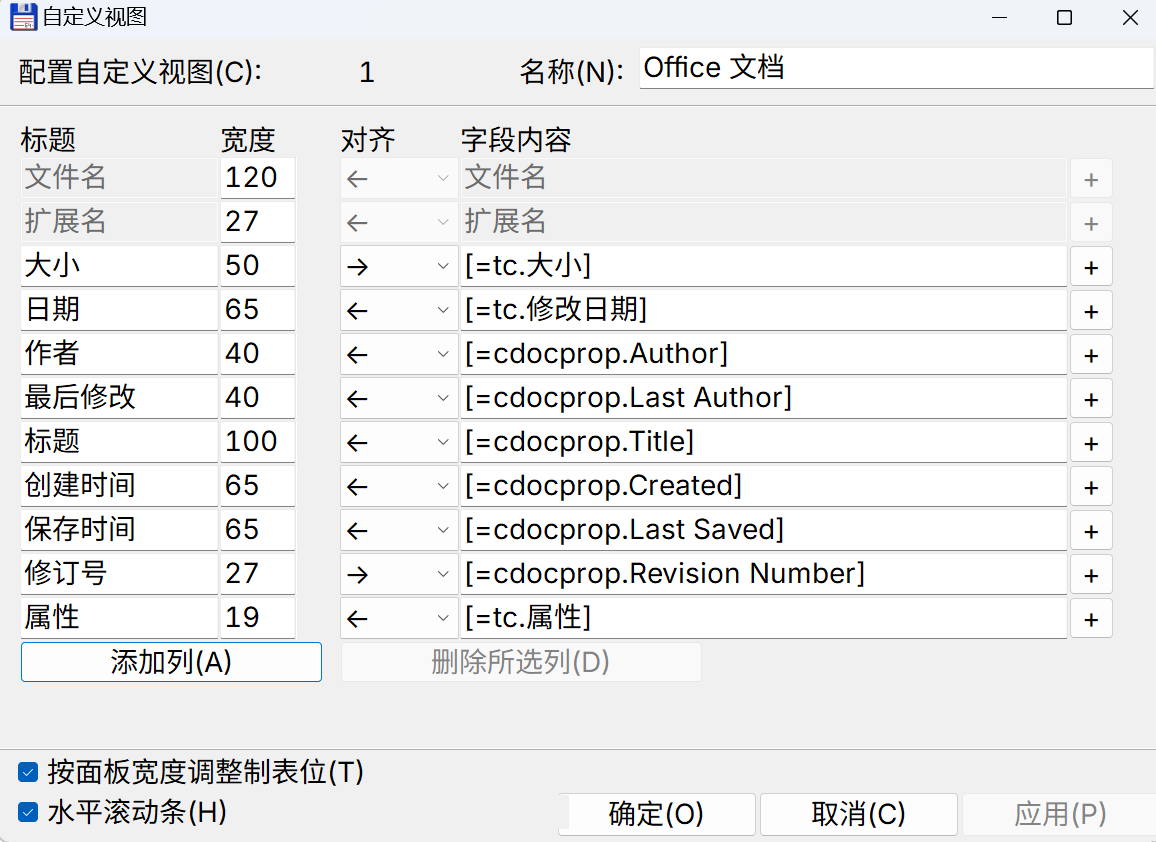 自定义视图
配置自定义视图(C): 1 名称(N): Office 文档
标题 宽度 对齐 字段内容
文件名 120 ← 文件名 +
扩展名 27 ← 扩展名 +
大小 50 → [=tc.大小] +
日期 65 ← [=tc.修改日期] +
作者 40 ← [=cdocprop.Author] +
最后修改 40 ← [=cdocprop.Last Author] +
标题 100 ← [=cdocprop.Title] +
创建时间 65 ← [=cdocprop.Created] +
保存时间 65 ← [=cdocprop.Last Saved] +
修订号 27 → [=cdocprop.Revision Number] +
属性 19 ← [=tc.属性] +
添加列(A) 删除所选列(D)
按面板宽度调整制表位(T)
水平滚动条(H)
确定(O) 取消(C) 应用(P)